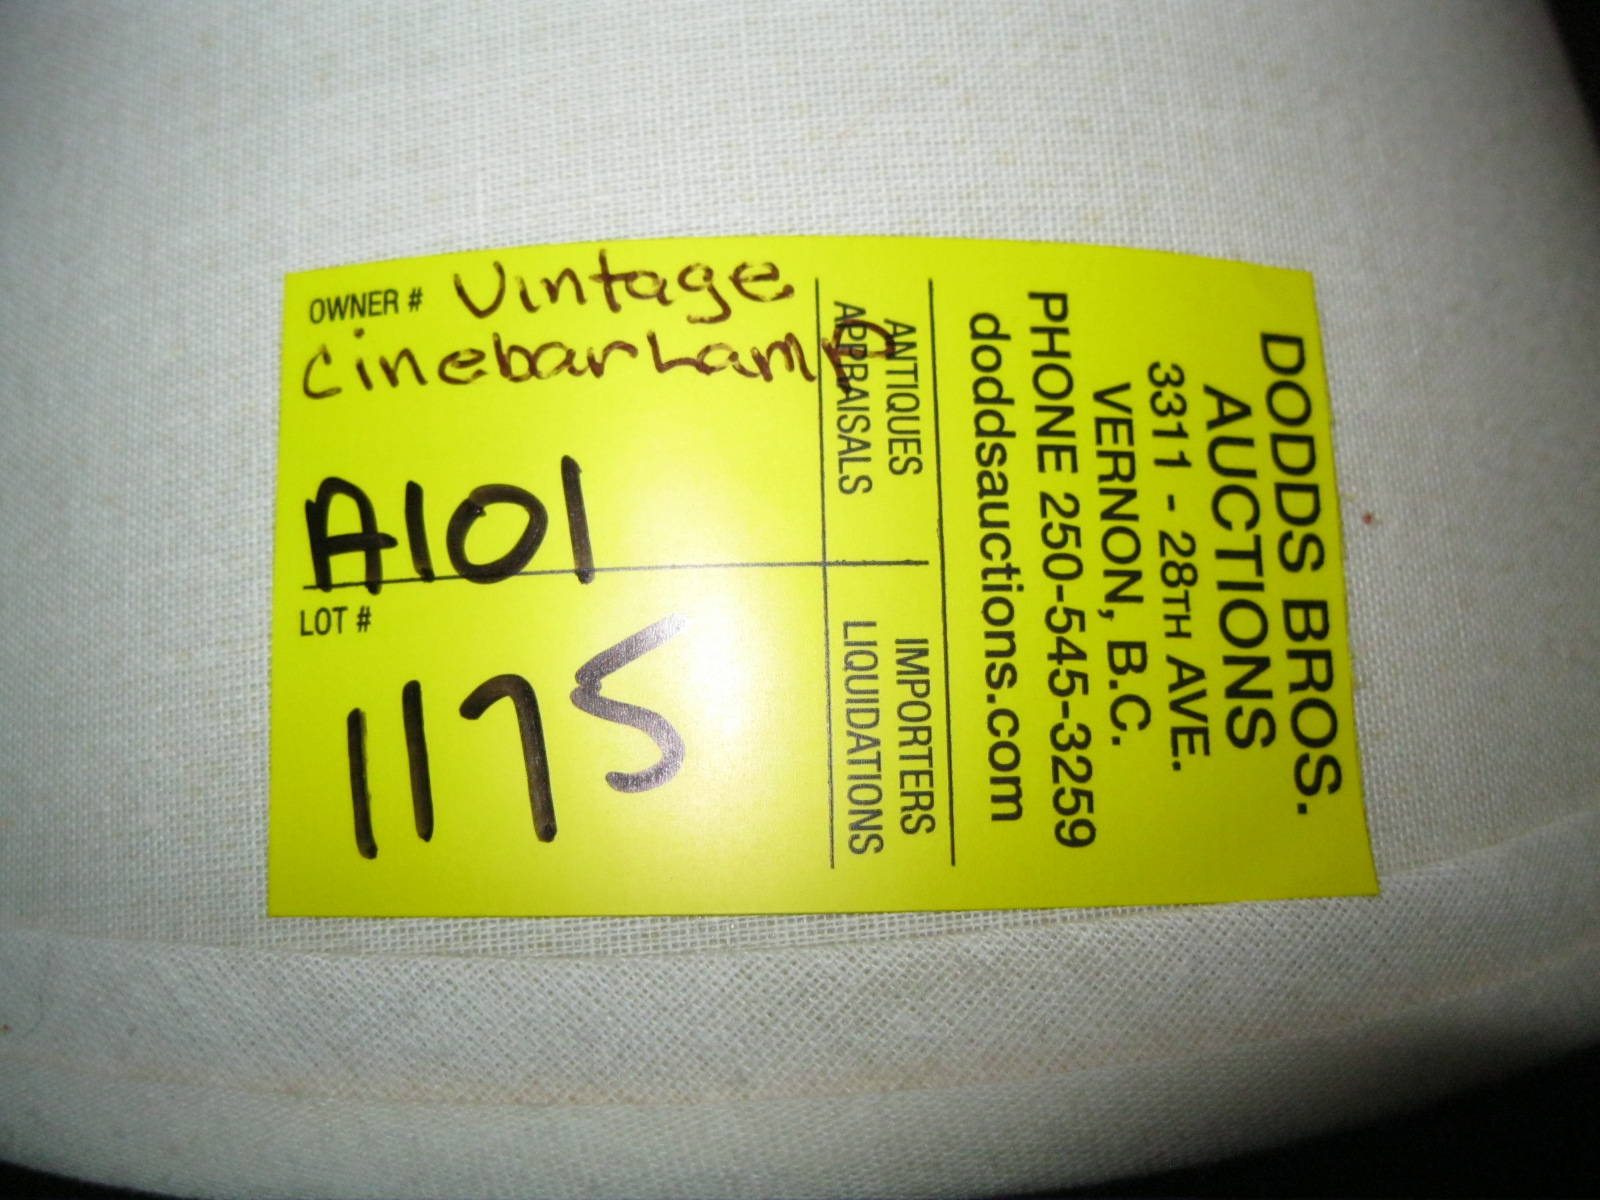 OWNER # Vintage
cinebar Lamp
A101
LOT #
1175
ANTIQUES
APPRAISALS
IMPORTERS
LIQUIDATIONS
DODDS BROS.
AUCTIONS
3311 - 28TH AVE.
VERNON, B.C.
PHONE 250-545-3259
doddsauctions.com